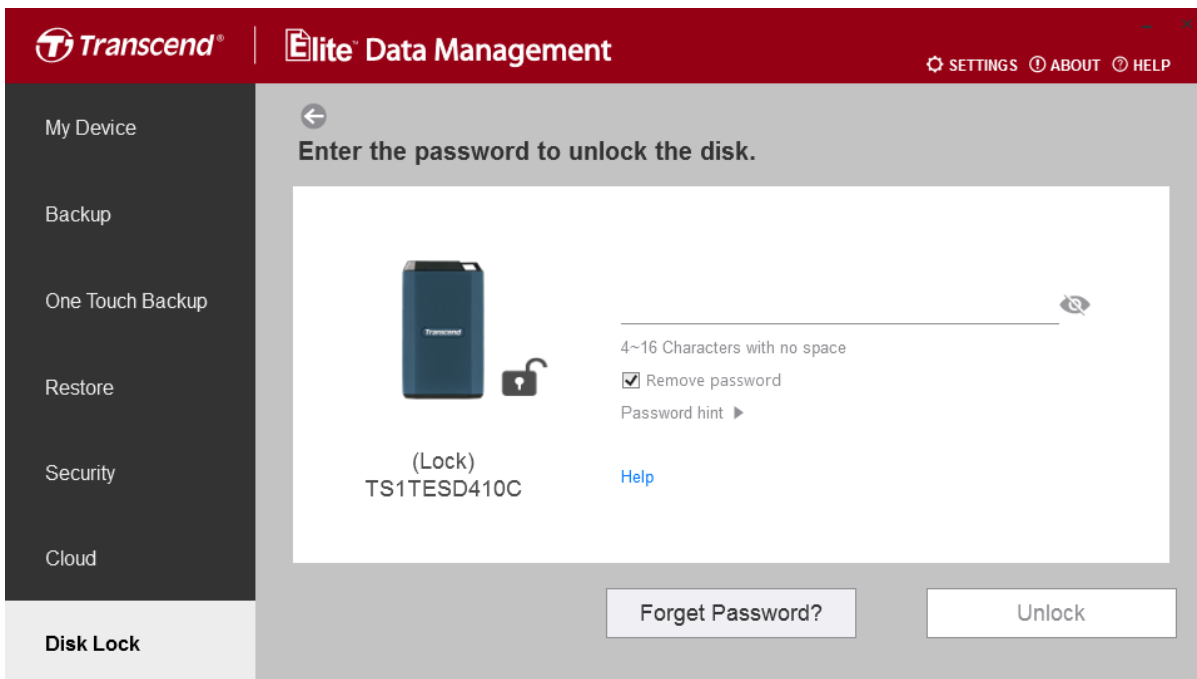 Transcend®
Elite™ Data Management
SETTINGS ABOUT HELP
My Device
Enter the password to unlock the disk.
Backup
One Touch Backup
Transcend
4~16 Characters with no space
Remove password
Restore
Password hint
(Lock)
TS1TESD410C
Security
Help
Cloud
Forget Password?
Unlock
Disk Lock